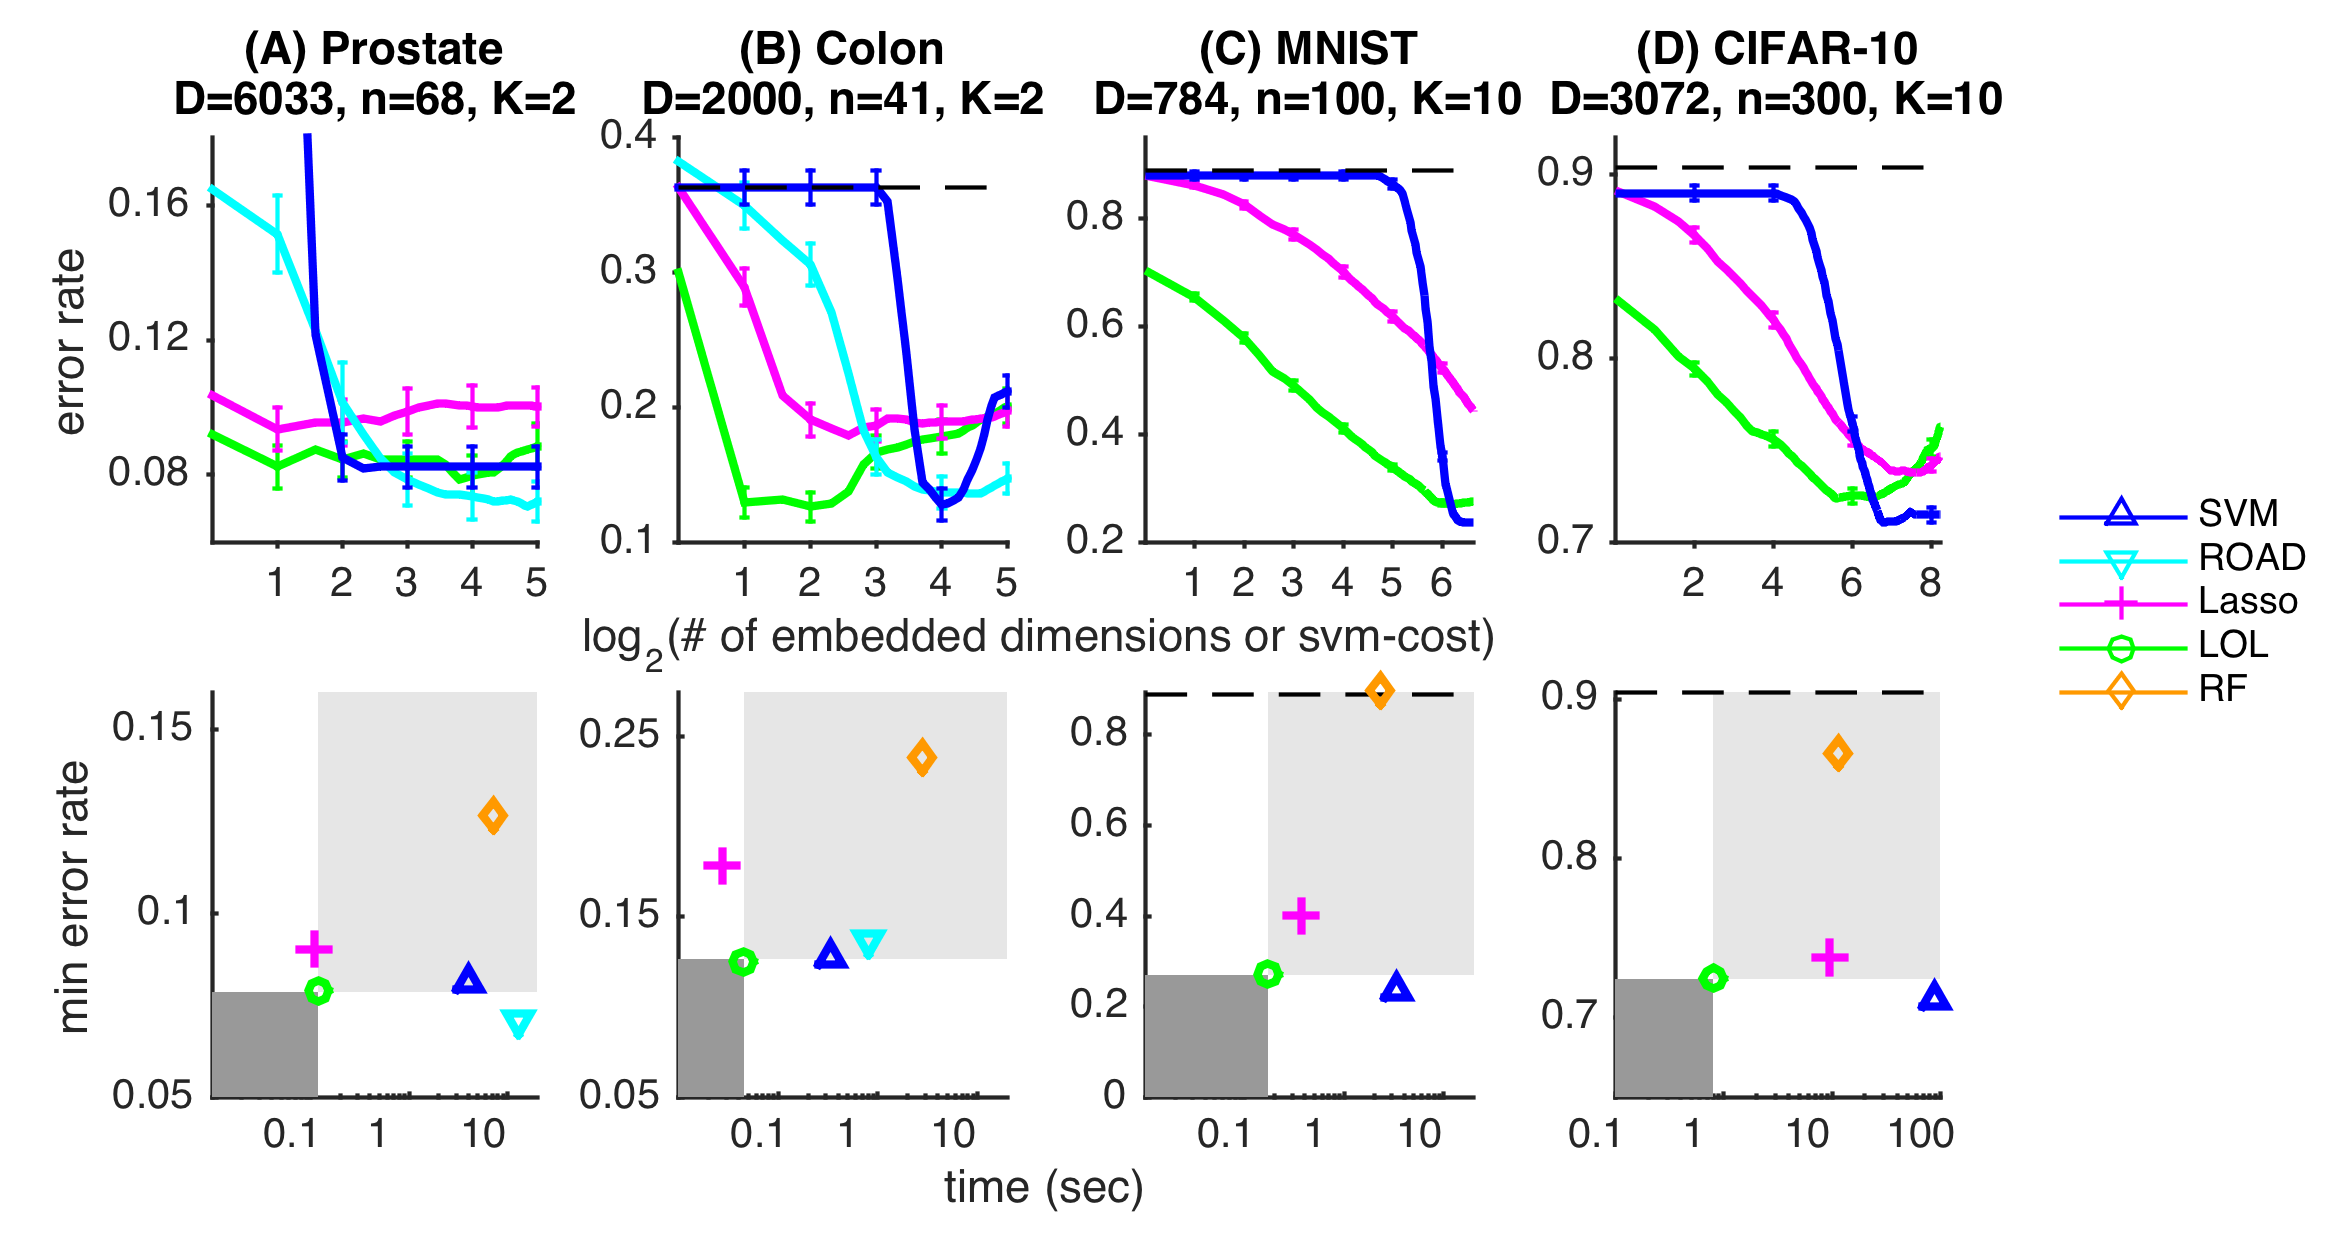 (A) Prostate
D=6033, n=68, K=2
(B) Colon
D=2000, n=41, K=2
(C) MNIST
D=784, n=100, K=10
(D) CIFAR-10
D=3072, n=300, K=10
error rate
0.16
0.12
0.08
1 2 3 4 5
0.4
0.3
0.2
0.1
1 2 3 4 5
0.8
0.6
0.4
0.2
1 2 3 4 5 6
0.9
0.8
0.7
2 4 6 8
log2(# of embedded dimensions or svm-cost)
SVM
ROAD
Lasso
LOL
RF
min error rate
0.15
0.1
0.05
0.1 1 10
0.25
0.15
0.05
0.1 1 10
0.8
0.6
0.4
0.2
0
0.1 1 10
0.9
0.8
0.7
0.1 1 10 100
time (sec)